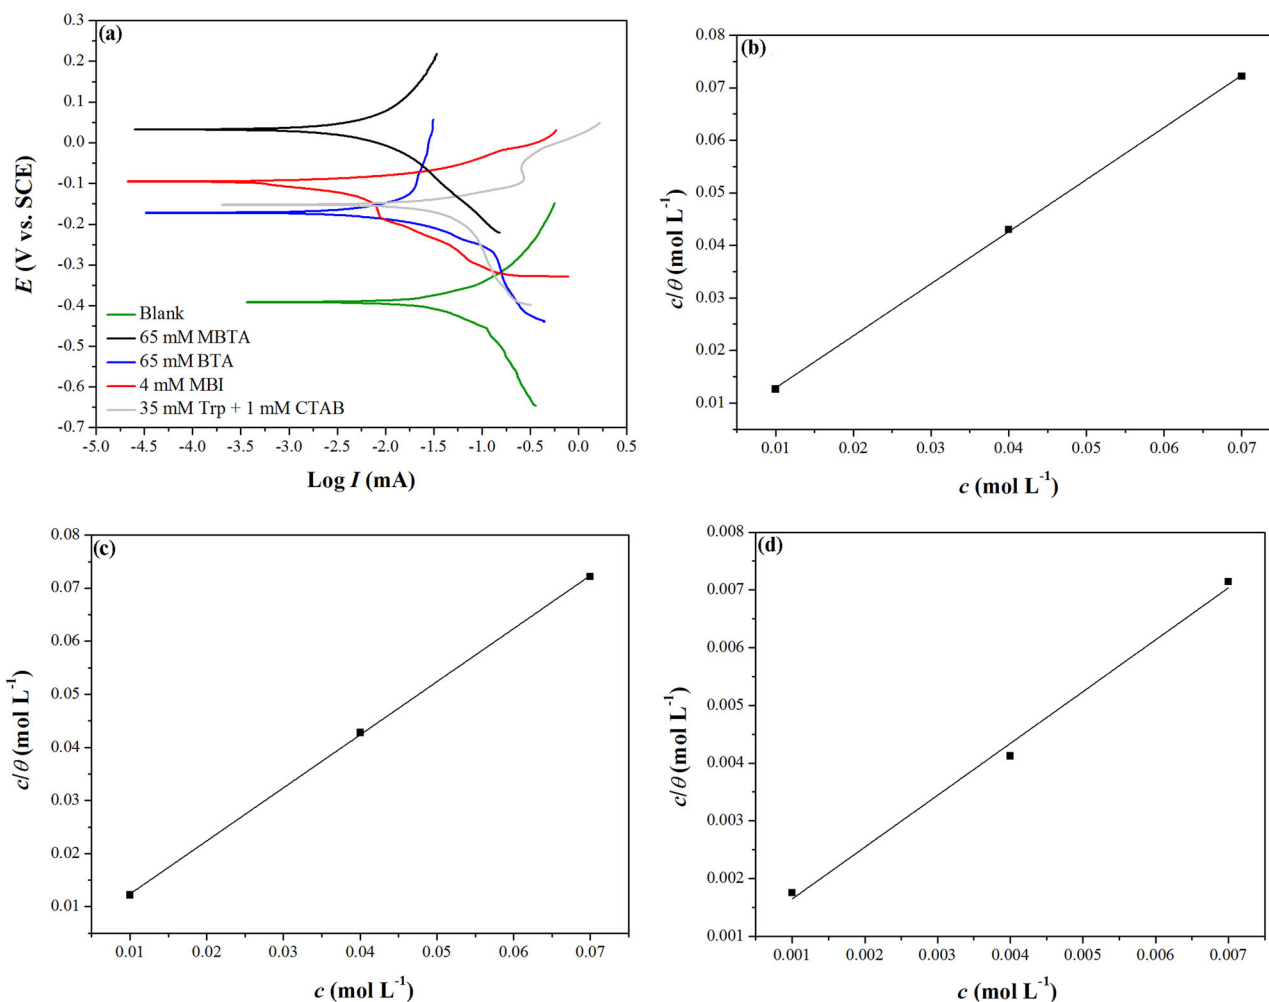 (a)
0.3
0.2
0.1
0.0
-0.1
-0.2
-0.3
-0.4
-0.5
-0.6
-0.7
E (V vs. SCE)
Blank
65 mM MBTA
65 mM BTA
4 mM MBI
35 mM Trp + 1 mM CTAB
-5.0 -4.5 -4.0 -3.5 -3.0 -2.5 -2.0 -1.5 -1.0 -0.5 0.0 0.5
Log I (mA)
(b)
0.08
0.07
0.06
0.05
0.04
0.03
0.02
0.01
c/θ (mol L⁻¹)
0.01 0.02 0.03 0.04 0.05 0.06 0.07
c (mol L⁻¹)
(c)
0.08
0.07
0.06
0.05
0.04
0.03
0.02
0.01
c/θ (mol L⁻¹)
0.01 0.02 0.03 0.04 0.05 0.06 0.07
c (mol L⁻¹)
(d)
0.008
0.007
0.006
0.005
0.004
0.003
0.002
0.001
c/θ (mol L⁻¹)
0.001 0.002 0.003 0.004 0.005 0.006 0.007
c (mol L⁻¹)